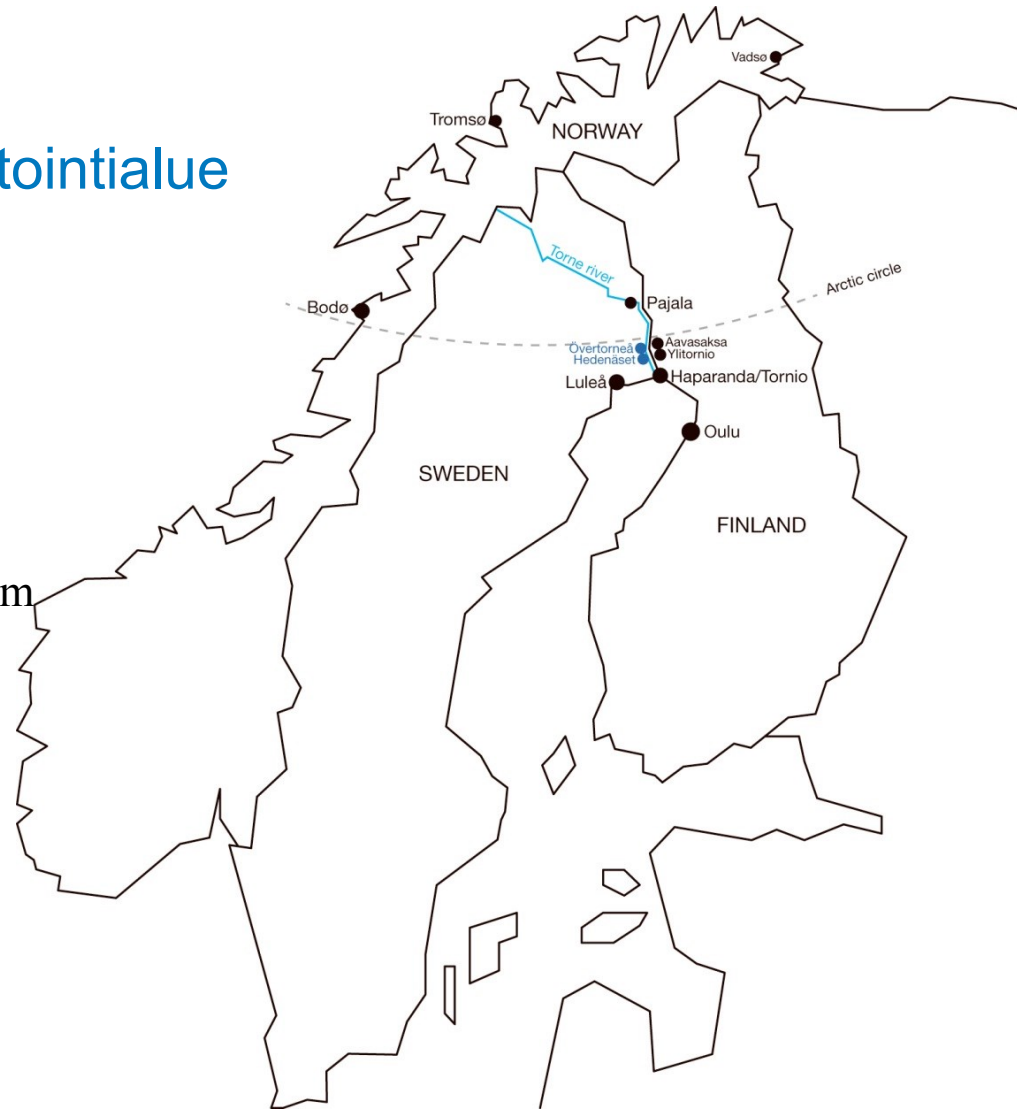 Vadsø
Tromsø
NORWAY
tointialue
Torne river
Arctic circle
Pajala
Bodø
Övertorneå
Aavasaksa
Hedenäset
Ylitornio
Luleå
Haparanda/Tornio
Oulu
SWEDEN
FINLAND
m